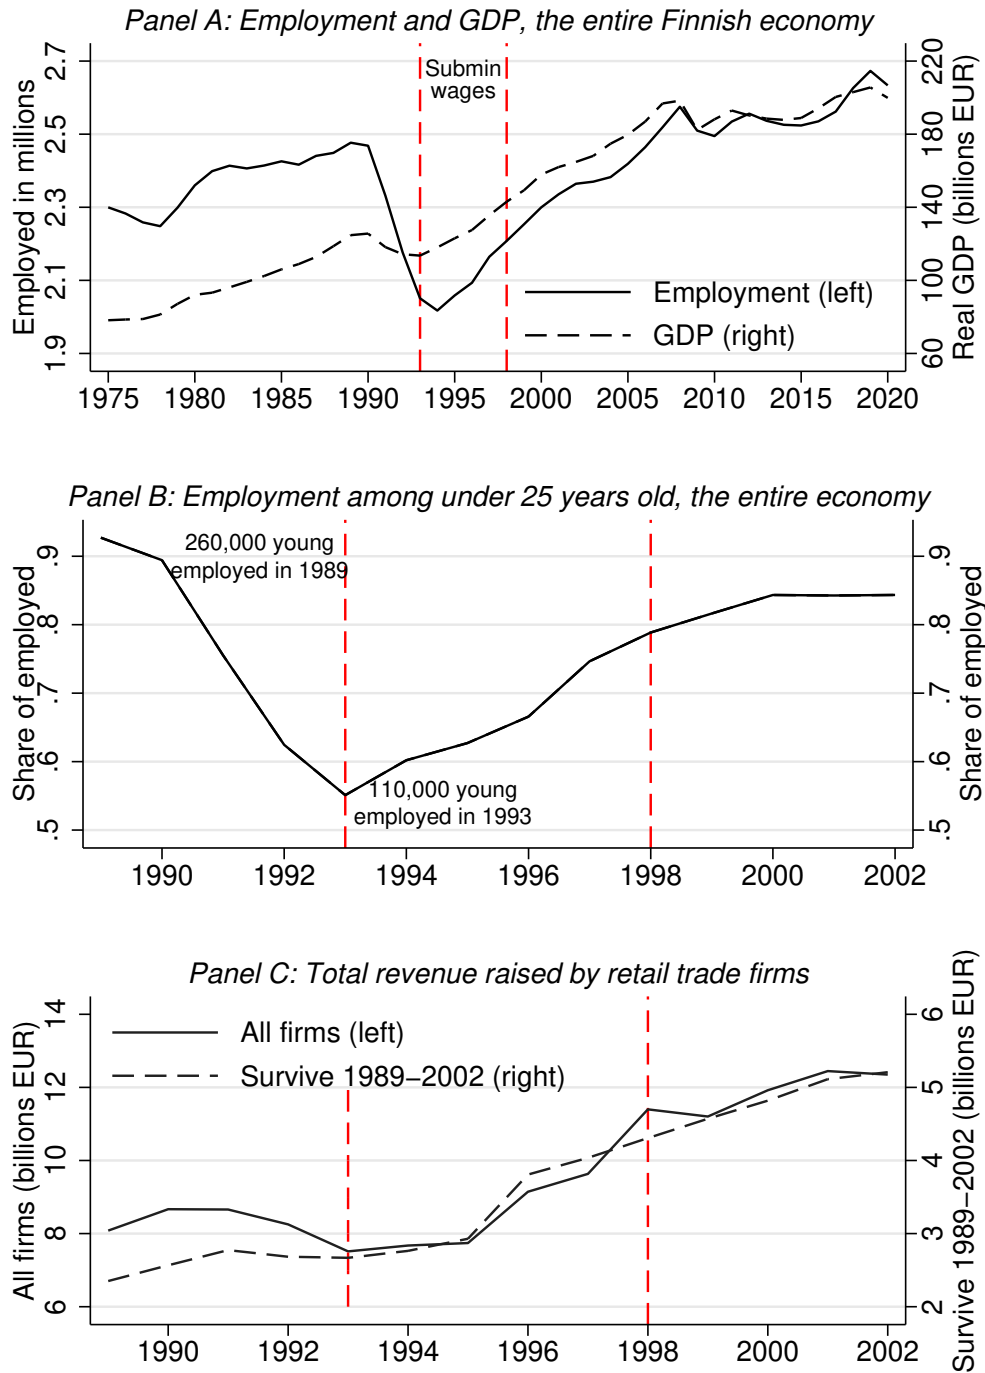 Panel A: Employment and GDP, the entire Finnish economy
Employed in millions
2.7
2.5
2.3
2.1
1.9
Submin
wages
220
180
140
100
60
Real GDP (billions EUR)
Employment (left)
GDP (right)
1975 1980 1985 1990 1995 2000 2005 2010 2015 2020
Panel B: Employment among under 25 years old, the entire economy
Share of employed
.9
.8
.7
.6
.5
260,000 young
employed in 1989
110,000 young
employed in 1993
.9
.8
.7
.6
.5
Share of employed
1990 1992 1994 1996 1998 2000 2002
Panel C: Total revenue raised by retail trade firms
All firms (billions EUR)
14
12
10
8
6
All firms (left)
Survive 1989−2002 (right)
6
5
4
3
2
Survive 1989−2002 (billions EUR)
1990 1992 1994 1996 1998 2000 2002